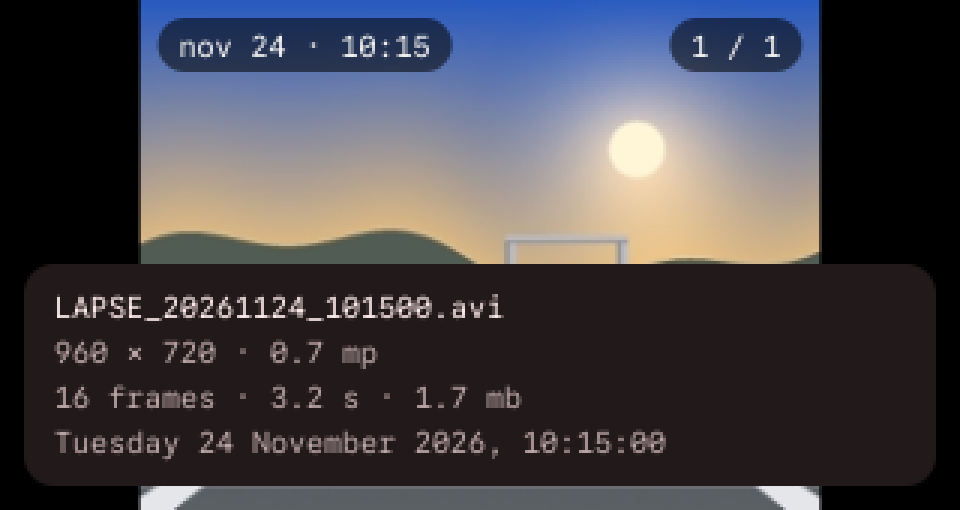 nov 24 · 10:15
1 / 1
LAPSE_20261124_101500.avi
960 × 720 · 0.7 mp
16 frames · 3.2 s · 1.7 mb
Tuesday 24 November 2026, 10:15:00